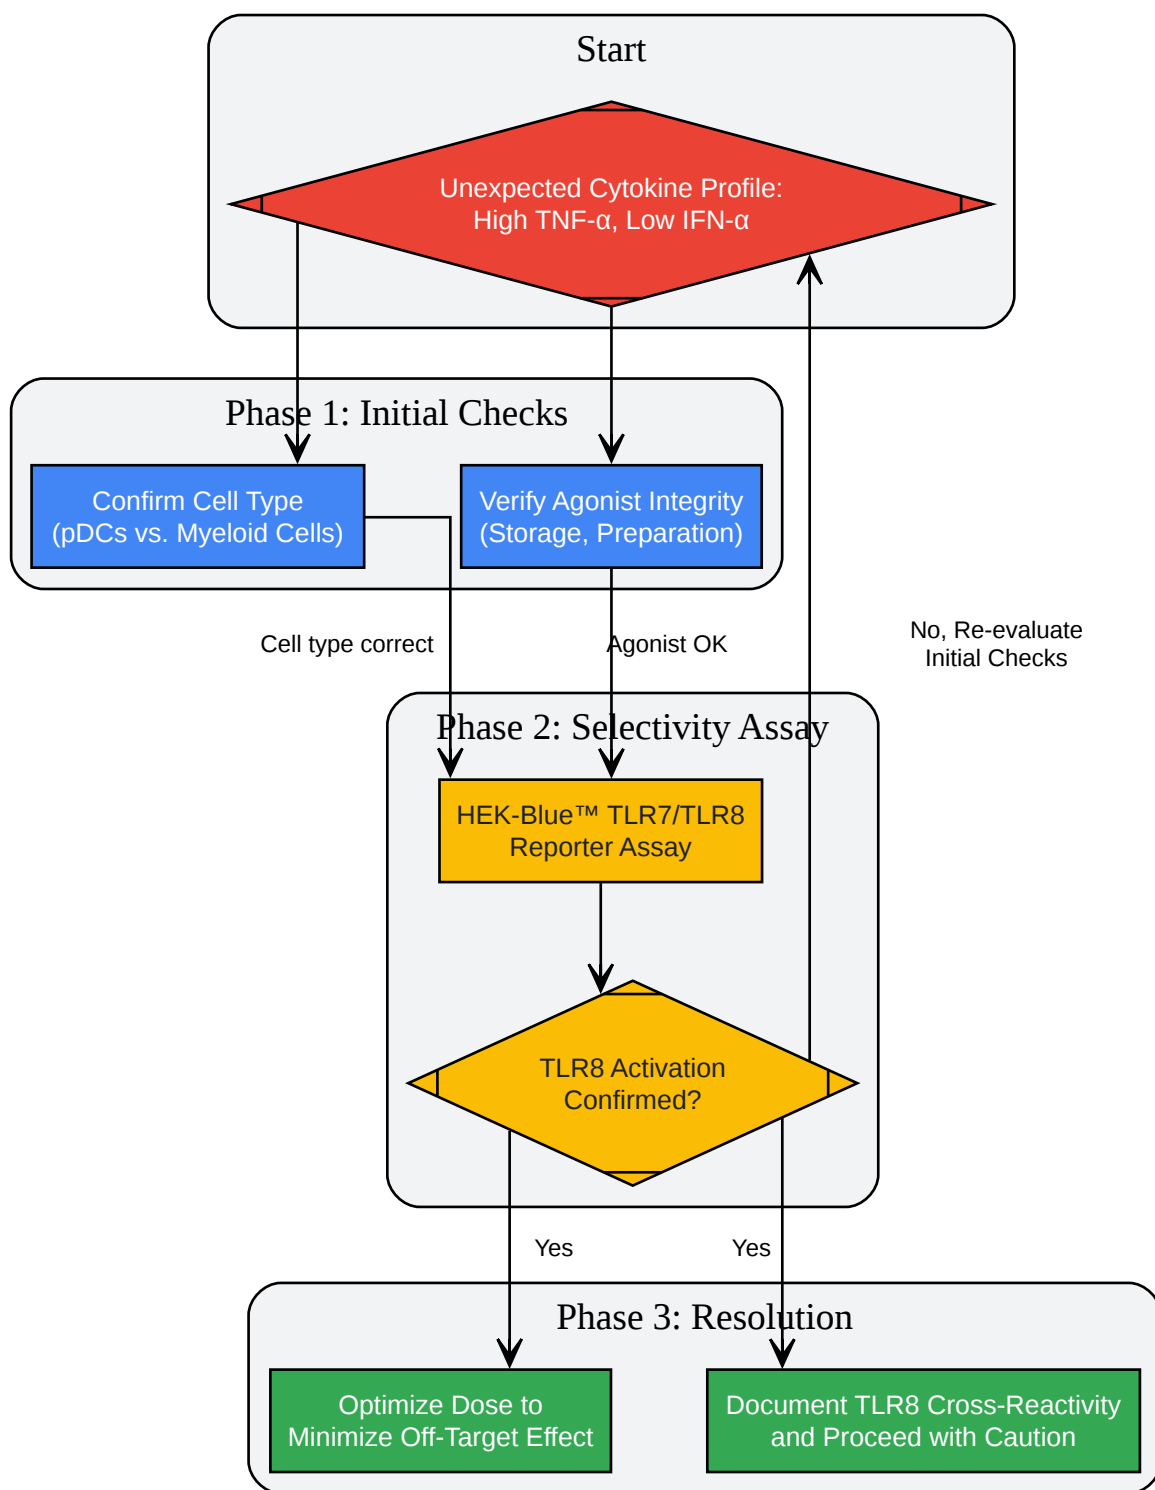 Start
Unexpected Cytokine Profile:
High TNF-α, Low IFN-α
Phase 1: Initial Checks
Confirm Cell Type
(pDCs vs. Myeloid Cells)
Verify Agonist Integrity
(Storage, Preparation)
Cell type correct
Agonist OK
No, Re-evaluate
Initial Checks
Phase 2: Selectivity Assay
HEK-Blue™ TLR7/TLR8
Reporter Assay
TLR8 Activation
Confirmed?
Yes
Yes
Phase 3: Resolution
Optimize Dose to
Minimize Off-Target Effect
Document TLR8 Cross-Reactivity
and Proceed with Caution